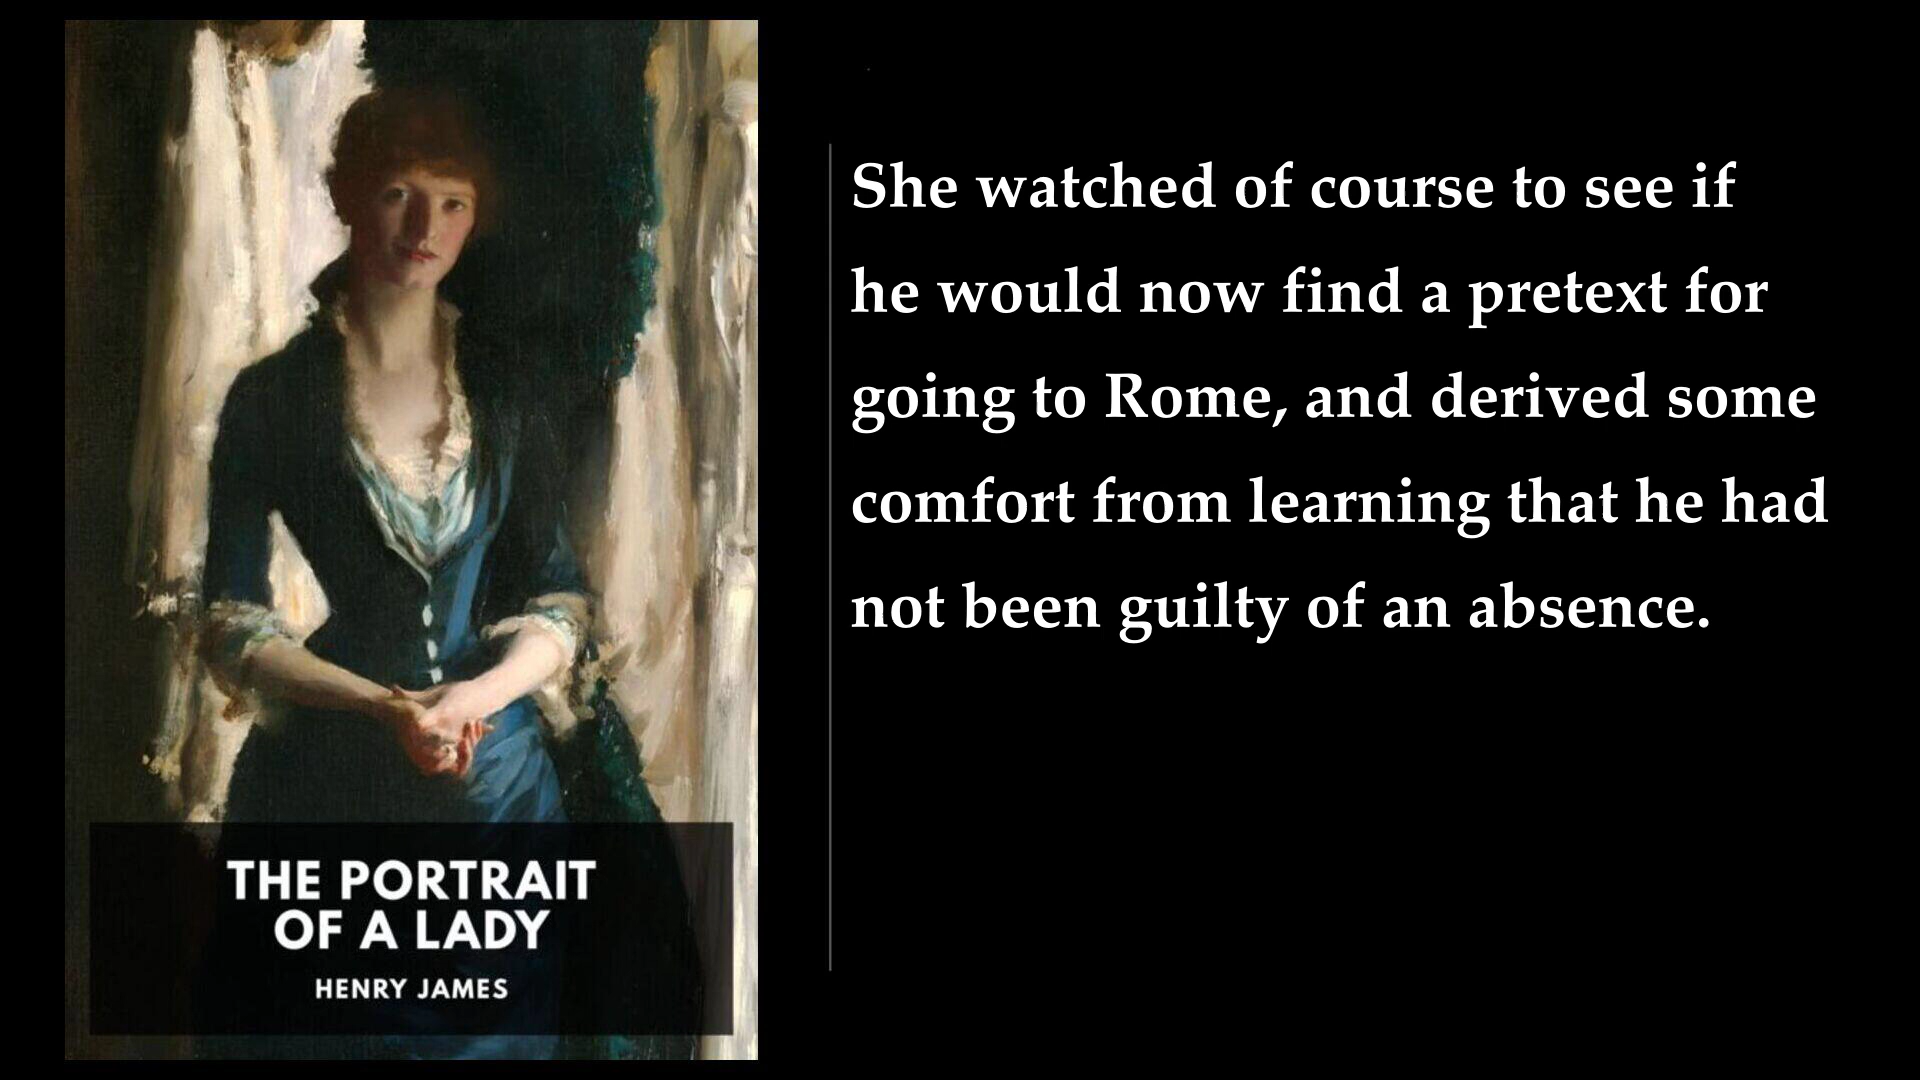 THE PORTRAIT
OF A LADY
HENRY JAMES
She watched of course to see if
he would now find a pretext for
going to Rome, and derived some
comfort from learning that he had
not been guilty of an absence.